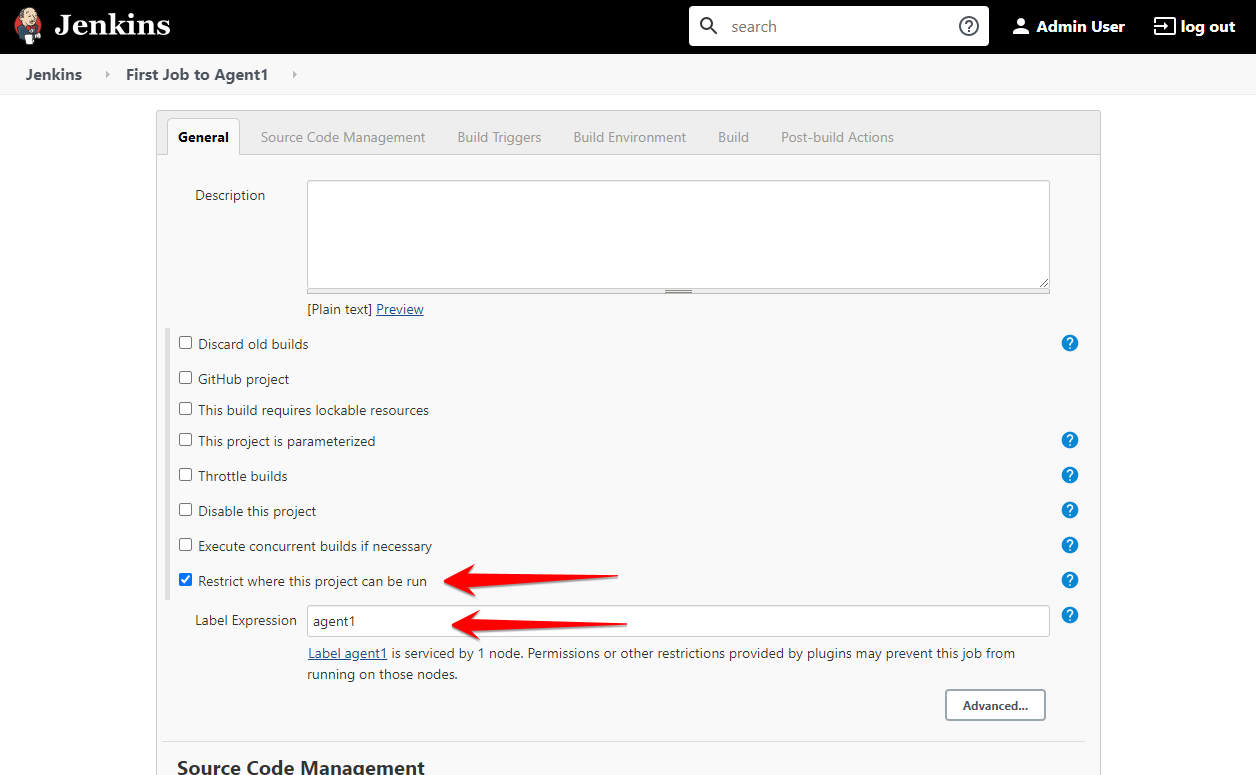 Jenkins search Admin User log out
Jenkins First Job to Agent1
General Source Code Management Build Triggers Build Environment Build Post-build Actions
Description
[Plain text] Preview
Discard old builds ?
GitHub project
This build requires lockable resources
This project is parameterized ?
Throttle builds ?
Disable this project ?
Execute concurrent builds if necessary ?
Restrict where this project can be run ?
Label Expression agent1 ?
Label agent1 is serviced by 1 node. Permissions or other restrictions provided by plugins may prevent this job from
running on those nodes.
Advanced...
Source Code Management